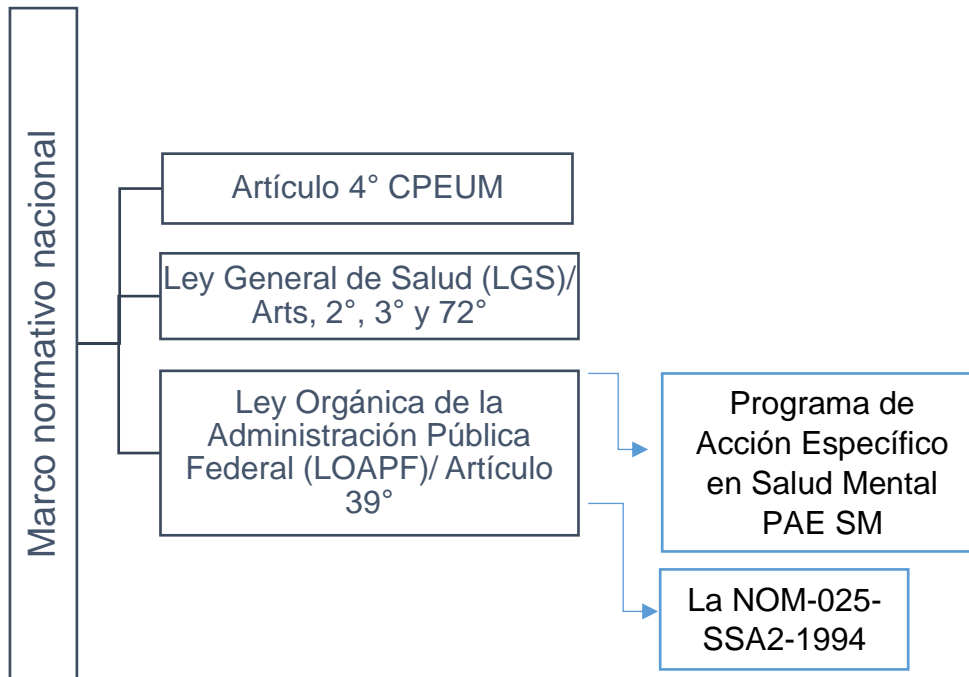 Marco normativo nacional
Artículo 4° CPEUM
Ley General de Salud (LGS)/
Arts, 2°, 3° y 72°
Ley Orgánica de la
Administración Pública
Federal (LOAPF)/ Artículo
39°
Programa de
Acción Específico
en Salud Mental
PAE SM
La NOM-025-
SSA2-1994